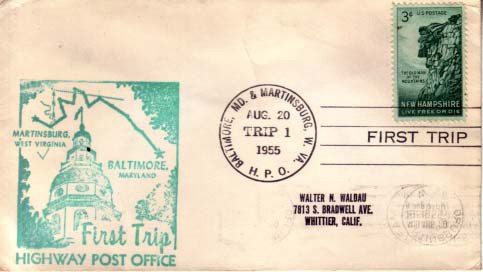 3¢ U.S. POSTAGE
THE OLD MAN
OF THE
MOUNTAINS
NEW HAMPSHIRE
LIVE FREE OR DIE
BALTIMORE, MD. & MARTINSBURG, W. VA.
AUG. 20
TRIP 1
1955
H. P. O.
FIRST TRIP
MARTINSBURG,
WEST VIRGINIA
BALTIMORE,
MARYLAND
First Trip
HIGHWAY POST OFFICE
WALTER N. WALDAU
7813 S. BRADWELL AVE.
WHITTIER, CALIF.